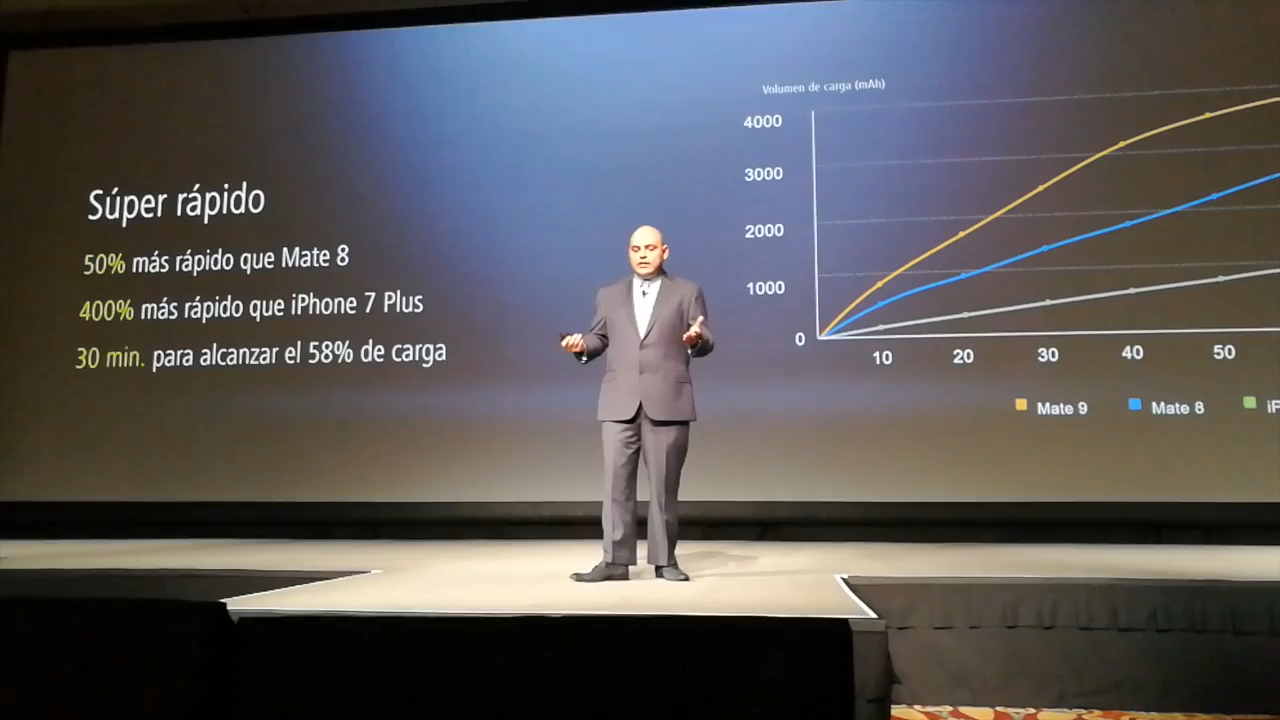 Súper rápido
50% más rápido que Mate 8
400% más rápido que iPhone 7 Plus
30 min. para alcanzar el 58% de carga
Volumen de carga (mAh)
4000
3000
2000
1000
0
10 20 30 40 50
Mate 9 Mate 8